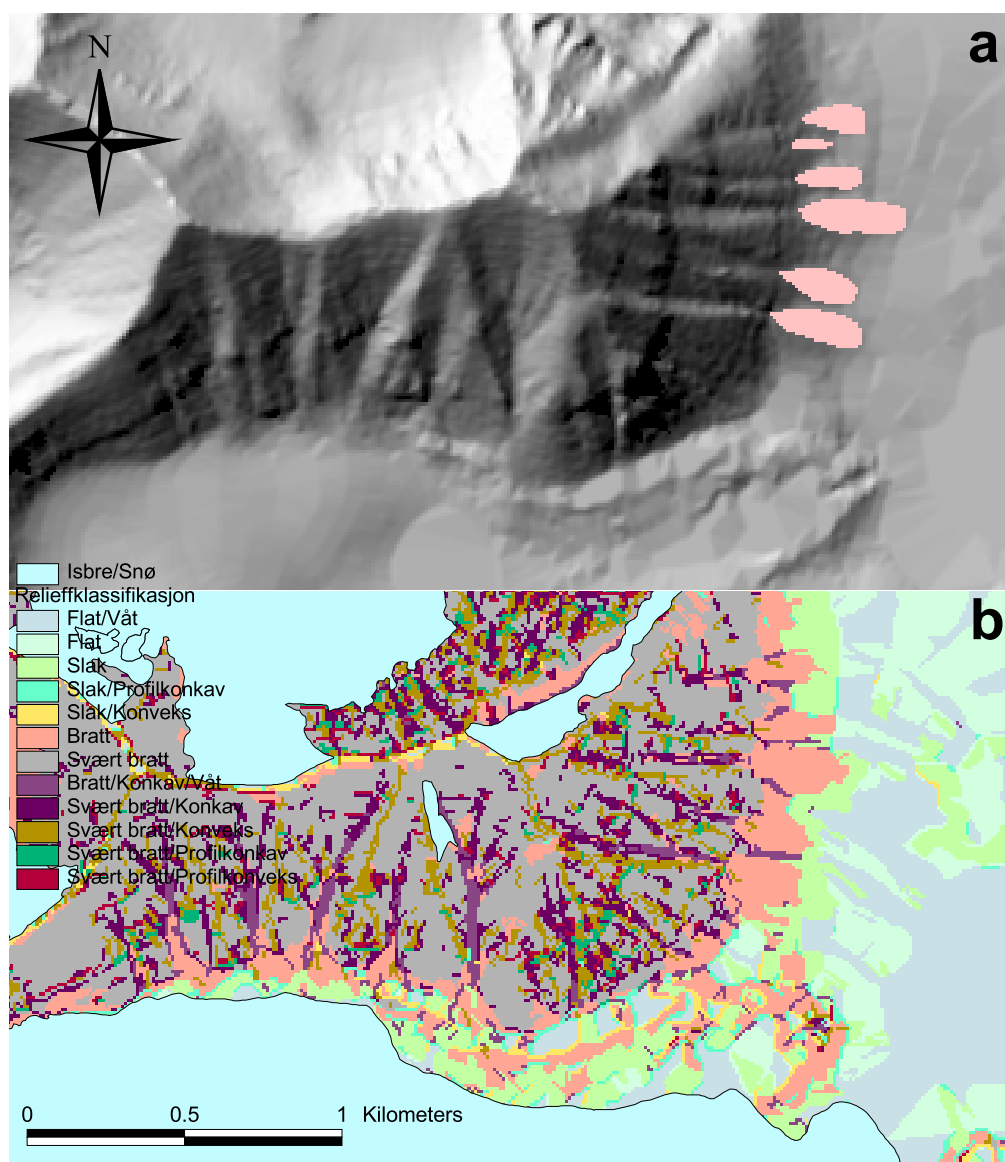 N
a
Isbre/Snø
Relieffklassifikasjon
Flat/Våt
Flat
Slak
Slak/Profilkonkav
Slak/Konveks
Bratt
Svært bratt
Bratt/Konkav/Våt
Svært bratt/Konkav
Svært bratt/Konveks
Svært bratt/Profilkonkav
Svært bratt/Profilkonveks
b
0 0.5 1 Kilometers